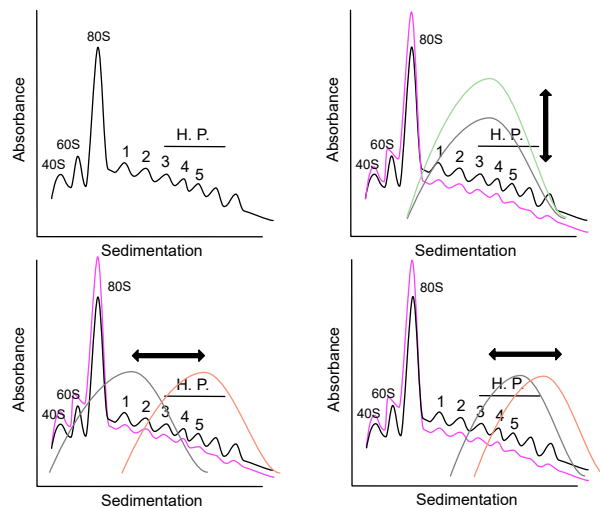 Absorbance
80S
60S
40S
H. P.
1 2 3 4 5
Sedimentation
Absorbance
80S
60S
40S
H. P.
1 2 3 4 5
Sedimentation
Absorbance
80S
60S
40S
H. P.
1 2 3 4 5
Sedimentation
Absorbance
80S
60S
40S
H. P.
1 2 3 4 5
Sedimentation